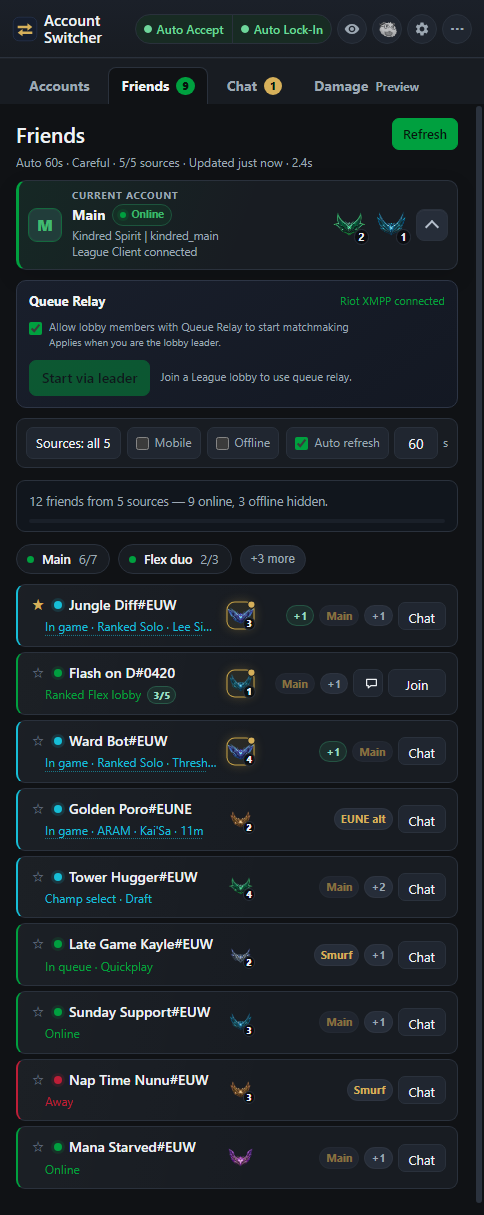 Account
Switcher
Auto Accept
Auto Lock-In
Accounts
Friends 9
Chat 1
Damage Preview
Friends
Refresh
Auto 60s · Careful · 5/5 sources · Updated just now · 2.4s
CURRENT ACCOUNT
M
Main Online
Kindred Spirit | kindred_main
League Client connected
2
1
Queue Relay
Riot XMPP connected
Allow lobby members with Queue Relay to start matchmaking
Applies when you are the lobby leader.
Start via leader
Join a League lobby to use queue relay.
Sources: all 5
Mobile
Offline
Auto refresh
60 s
12 friends from 5 sources — 9 online, 3 offline hidden.
Main 6/7
Flex duo 2/3
+3 more
Jungle Diff#EUW
In game · Ranked Solo · Lee Si...
3
+1 Main +1 Chat
Flash on D#0420
Ranked Flex lobby 3/5
1
Main +1 Join
Ward Bot#EUW
In game · Ranked Solo · Thresh...
4
+1 Main Chat
Golden Poro#EUNE
In game · ARAM · Kai'Sa · 11m
2
EUNE alt Chat
Tower Hugger#EUW
Champ select · Draft
4
Main +2 Chat
Late Game Kayle#EUW
In queue · Quickplay
2
Smurf +1 Chat
Sunday Support#EUW
Online
3
Main +1 Chat
Nap Time Nunu#EUW
Away
3
Smurf Chat
Mana Starved#EUW
Online
Main +1 Chat